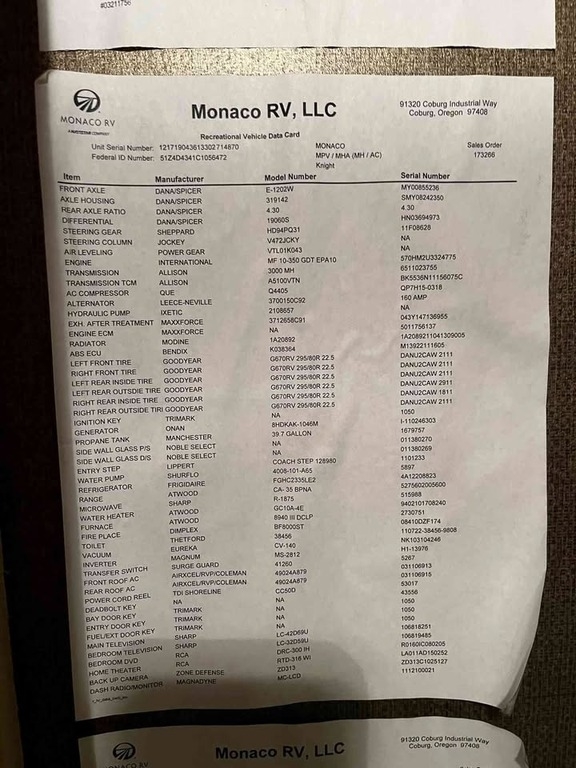 #03211756
MONACO RV
A NAVISTAR COMPANY
Monaco RV, LLC
91320 Coburg Industrial Way
Coburg, Oregon 97408
Recreational Vehicle Data Card
Unit Serial Number: 121719043613302714870 MONACO Sales Order
Federal ID Number: 51Z4D4341C1056472 MPV / MHA (MH / AC) 173266
Knight
Item Manufacturer Model Number Serial Number
FRONT AXLE DANA/SPICER E-1202W MY00855236
AXLE HOUSING DANA/SPICER 319142 SMY08242350
REAR AXLE RATIO DANA/SPICER 4.30 4.30
DIFFERENTIAL DANA/SPICER 19060S HN03694973
STEERING GEAR SHEPPARD HD94PQ31 11F08628
STEERING COLUMN JOCKEY V472JCKY NA
AIR LEVELING POWER GEAR VTL01K043 NA
ENGINE INTERNATIONAL MF 10-350 GDT EPA10 570HM2U3324775
TRANSMISSION ALLISON 3000 MH 6511023755
TRANSMISSION TCM ALLISON A5100VTN BK5536N11156075C
AC COMPRESSOR QUE Q4405 QP7H15-0318
ALTERNATOR LEECE-NEVILLE 3700150C92 160 AMP
HYDRAULIC PUMP IXETIC 2108657 NA
EXH. AFTER TREATMENT MAXXFORCE 3712658C91 043Y147136955
ENGINE ECM MAXXFORCE NA 5011756137
RADIATOR MODINE 1A20892 1A2089211041309005
ABS ECU BENDIX K038364 M13922111605
LEFT FRONT TIRE GOODYEAR G670RV 295/80R 22.5 DANU2CAW 2111
RIGHT FRONT TIRE GOODYEAR G670RV 295/80R 22.5 DANU2CAW 2111
LEFT REAR INSIDE TIRE GOODYEAR G670RV 295/80R 22.5 DANU2CAW 2111
LEFT REAR OUTSDIE TIRE GOODYEAR G670RV 295/80R 22.5 DANU2CAW 2911
RIGHT REAR INSIDE TIRE GOODYEAR G670RV 295/80R 22.5 DANU2CAW 1811
RIGHT REAR OUTSIDE TIRI GOODYEAR G670RV 295/80R 22.5 DANU2CAW 2111
IGNITION KEY TRIMARK NA 1050
GENERATOR ONAN 8HDKAK-1046M I-110246303
PROPANE TANK MANCHESTER 39.7 GALLON 1679757
SIDE WALL GLASS P/S NOBLE SELECT NA 011380270
SIDE WALL GLASS D/S NOBLE SELECT NA 011380269
ENTRY STEP LIPPERT COACH STEP 128980 1101233
WATER PUMP SHURFLO 4008-101-A65 5897
REFRIGERATOR FRIGIDAIRE FGHC2335LE2 4A12208823
RANGE ATWOOD CA- 35 BPNA 5275602005600
MICROWAVE SHARP R-1875 515988
WATER HEATER ATWOOD GC10A-4E 9402101708240
FURNACE ATWOOD 8940 III DCLP 2730751
FIRE PLACE DIMPLEX BF8000ST 08410DZF174
TOILET THETFORD 38456 110722-38456-9808
VACUUM EUREKA CV-140 NK103104246
INVERTER MAGNUM MS-2812 H1-13976
TRANSFER SWITCH SURGE GUARD 41260 5267
FRONT ROOF AC AIRXCEL/RVP/COLEMAN 49024A879 031106913
REAR ROOF AC AIRXCEL/RVP/COLEMAN 49024A879 031106915
POWER CORD REEL TDI SHORELINE CC50D 53017
DEADBOLT KEY NA NA 43556
BAY DOOR KEY TRIMARK NA 1050
ENTRY DOOR KEY TRIMARK NA 1050
FUEL/EXT DOOR KEY TRIMARK NA 1050
MAIN TELEVISION SHARP LC-42D69U 106818251
BEDROOM TELEVISION SHARP LC-32D59U 106819485
BEDROOM DVD RCA DRC-300 IH R0160IC080205
HOME THEATER RCA RTD-316 WI LA011AD150252
BACK UP CAMERA ZONE DEFENSE ZD313 ZD313C1025127
DASH RADIO/MONITOR MAGNADYNE MC-LCD 1112100021
MONACO RV
Monaco RV, LLC
91320 Coburg Industrial Way
Coburg, Oregon 97408